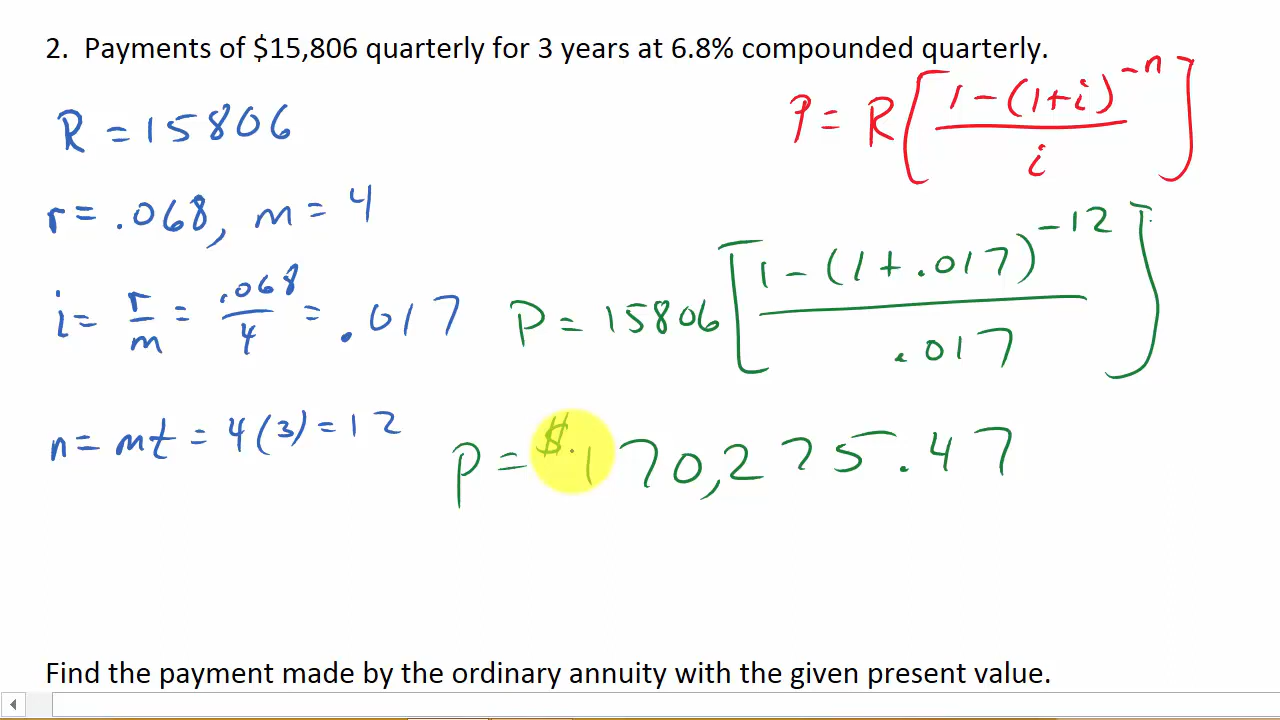 2. Payments of $15,806 quarterly for 3 years at 6.8% compounded quarterly.
R = 15806
P = R[1-(1+i)^-n / i]
r = .068, m = 4
i = r/m = .068/4 = .017
P = 15806[1-(1+.017)^-12 / .017]
n = mt = 4(3) = 12
P = $170,275.47
Find the payment made by the ordinary annuity with the given present value.